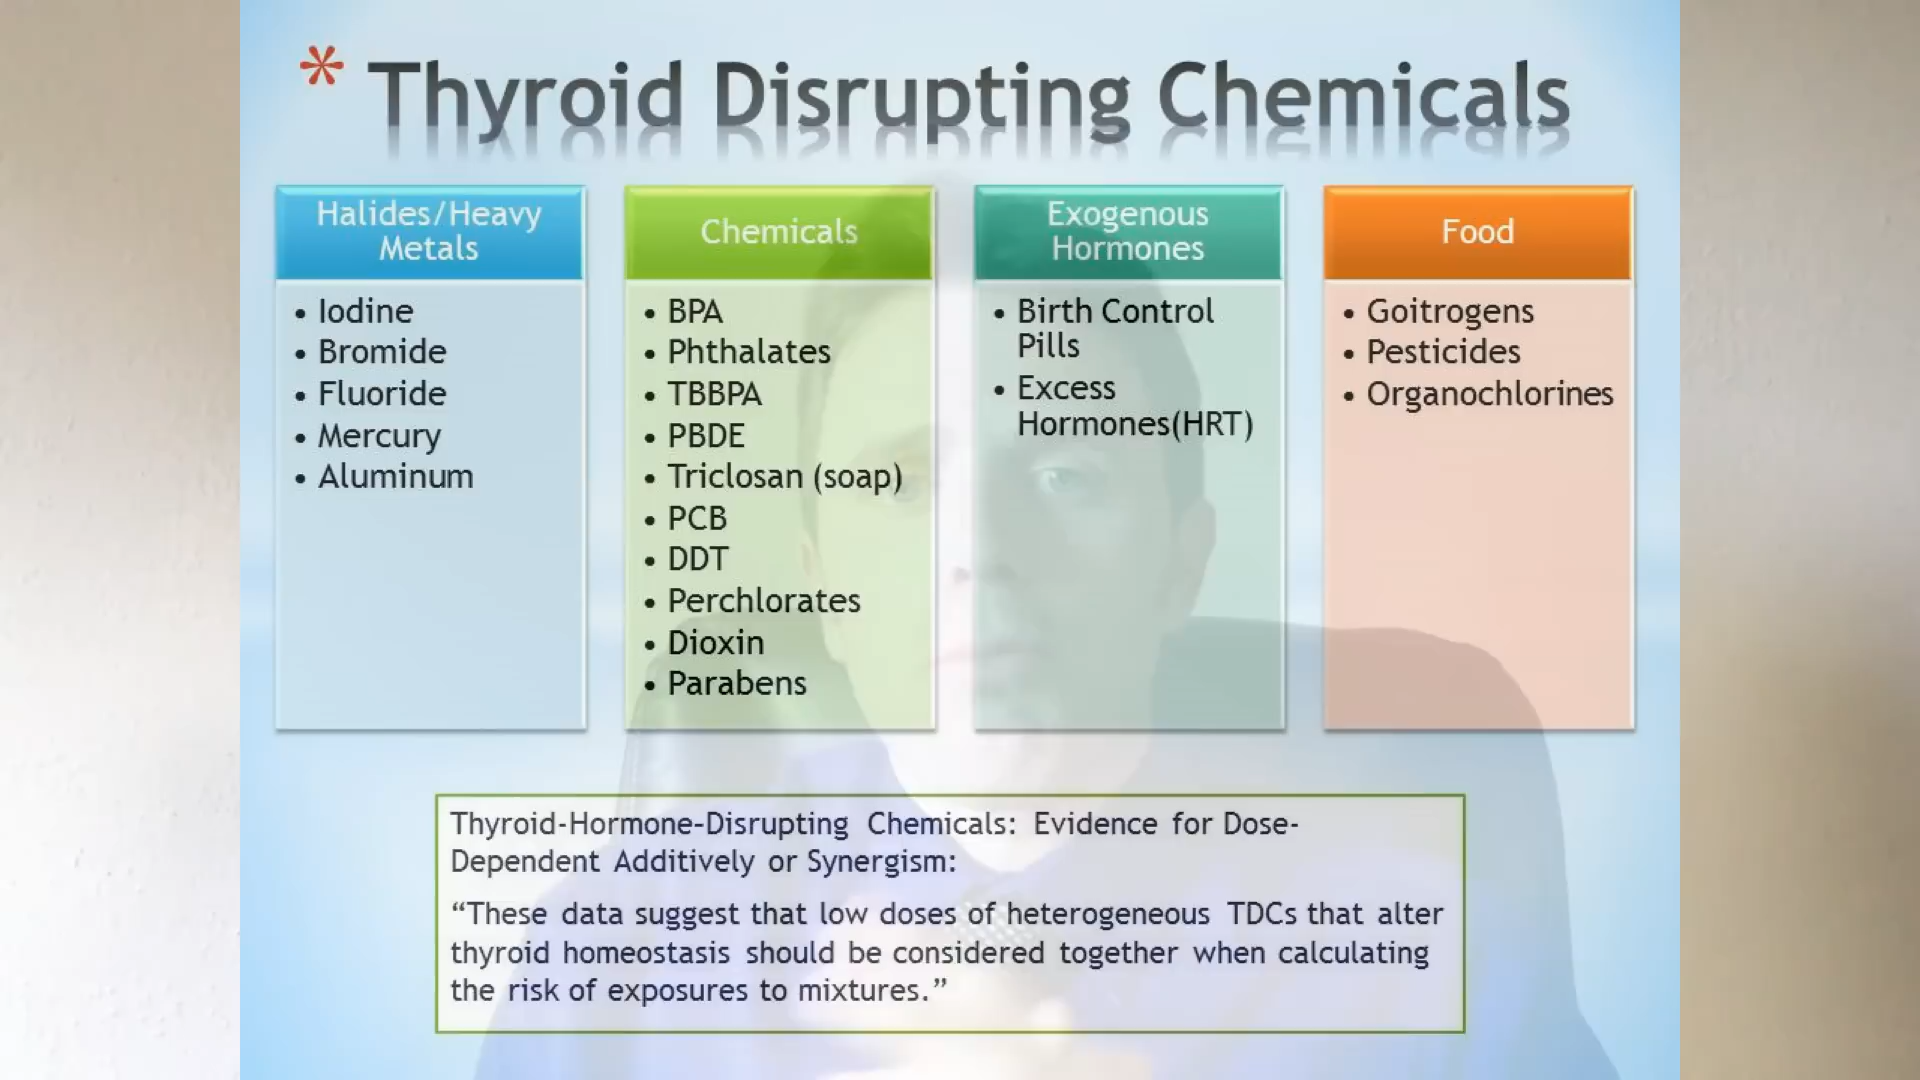 * Thyroid Disrupting Chemicals
Halides/Heavy
Metals
• Iodine
• Bromide
• Fluoride
• Mercury
• Aluminum
Chemicals
• BPA
• Phthalates
• TBBPA
• PBDE
• Triclosan (soap)
• PCB
• DDT
• Perchlorates
• Dioxin
• Parabens
Exogenous
Hormones
• Birth Control
Pills
• Excess
Hormones(HRT)
Food
• Goitrogens
• Pesticides
• Organochlorines
Thyroid-Hormone–Disrupting Chemicals: Evidence for Dose-
Dependent Additively or Synergism:
“These data suggest that low doses of heterogeneous TDCs that alter
thyroid homeostasis should be considered together when calculating
the risk of exposures to mixtures.”